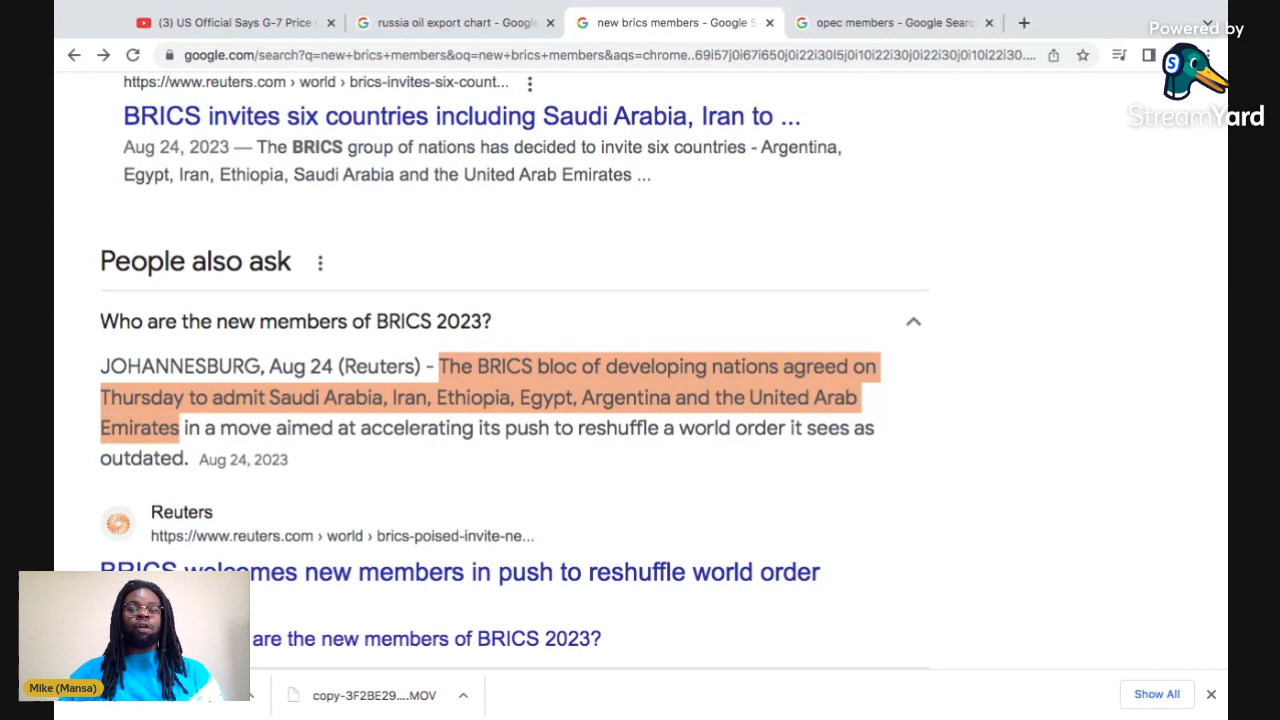 (3) US Official Says G-7 Price
russia oil export chart - Google
new brics members - Google S
opec members - Google Searc
Powered by
google.com/search?q=new+brics+members&oq=new+brics+members&aqs=chrome..69i57j0i67i650j0i22i30l5j0i10i22i30j0i22i30j0i10i22i30....
StreamYard
https://www.reuters.com › world › brics-invites-six-count...
BRICS invites six countries including Saudi Arabia, Iran to ...
Aug 24, 2023 — The BRICS group of nations has decided to invite six countries - Argentina,
Egypt, Iran, Ethiopia, Saudi Arabia and the United Arab Emirates ...
People also ask
Who are the new members of BRICS 2023?
JOHANNESBURG, Aug 24 (Reuters) - The BRICS bloc of developing nations agreed on
Thursday to admit Saudi Arabia, Iran, Ethiopia, Egypt, Argentina and the United Arab
Emirates in a move aimed at accelerating its push to reshuffle a world order it sees as
outdated. Aug 24, 2023
Reuters
https://www.reuters.com › world › brics-poised-invite-ne...
BRICS welcomes new members in push to reshuffle world order
are the new members of BRICS 2023?
Mike (Mansa)
copy-3F2BE29....MOV
Show All